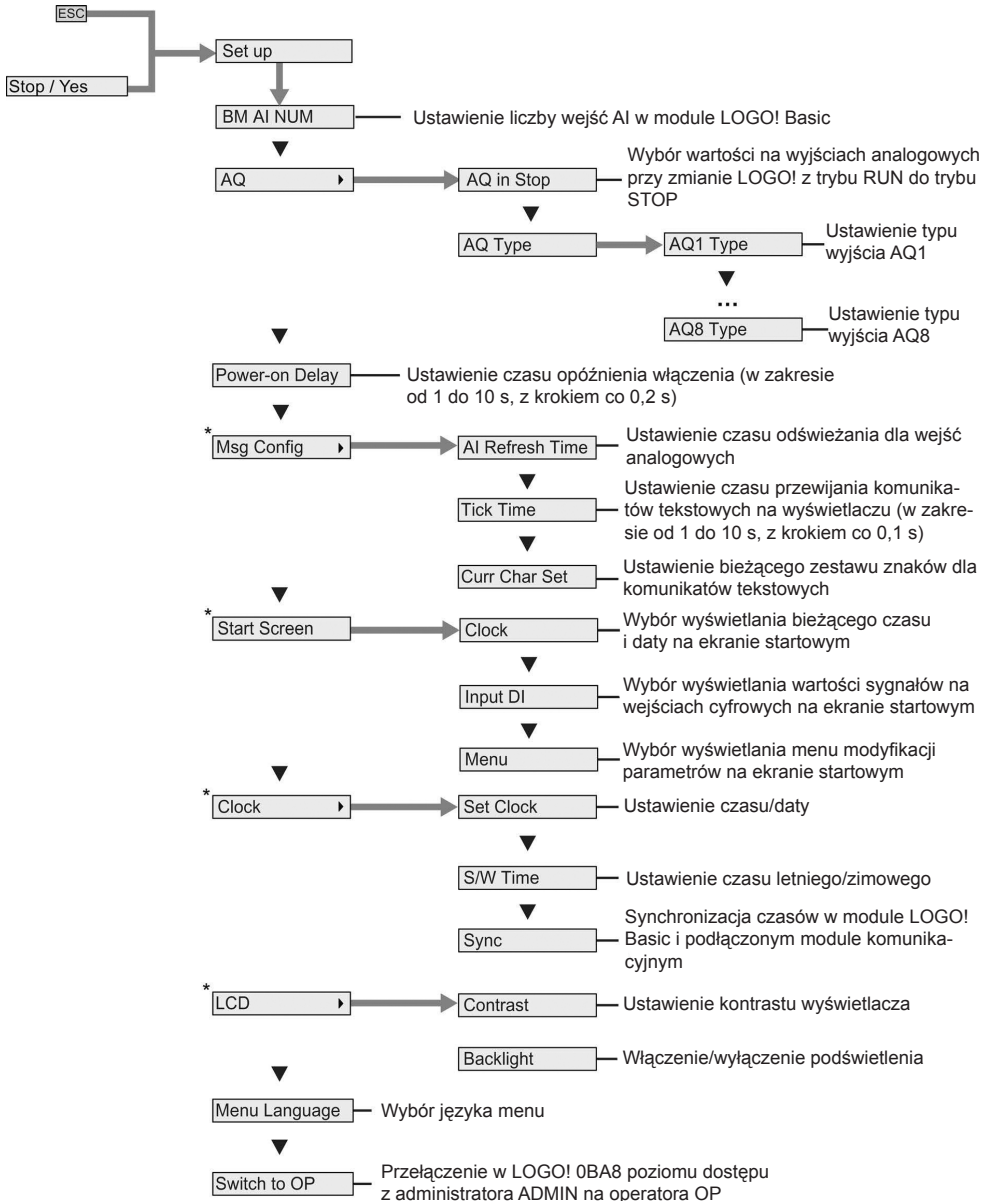 ESC
Set up
Stop / Yes
BM AI NUM
Ustawienie liczby wejść AI w module LOGO! Basic
AQ
AQ in Stop
Wybór wartości na wyjściach analogowych
przy zmianie LOGO! z trybu RUN do trybu
STOP
AQ Type
AQ1 Type
Ustawienie typu
wyjścia AQ1
...
AQ8 Type
Ustawienie typu
wyjścia AQ8
Power-on Delay
Ustawienie czasu opóźnienia włączenia (w zakresie
od 1 do 10 s, z krokiem co 0,2 s)
*
Msg Config
AI Refresh Time
Ustawienie czasu odświeżania dla wejść
analogowych
Tick Time
Ustawienie czasu przewijania komunika-
tów tekstowych na wyświetlaczu (w zakre-
sie od 1 do 10 s, z krokiem co 0,1 s)
Curr Char Set
Ustawienie bieżącego zestawu znaków dla
komunikatów tekstowych
*
Start Screen
Clock
Wybór wyświetlania bieżącego czasu
i daty na ekranie startowym
Input DI
Wybór wyświetlania wartości sygnałów na
wejściach cyfrowych na ekranie startowym
Menu
Wybór wyświetlania menu modyfikacji
parametrów na ekranie startowym
*
Clock
Set Clock
Ustawienie czasu/daty
S/W Time
Ustawienie czasu letniego/zimowego
Sync
Synchronizacja czasów w module LOGO!
Basic i podłączonym module komunika-
cyjnym
*
LCD
Contrast
Ustawienie kontrastu wyświetlacza
Backlight
Włączenie/wyłączenie podświetlenia
Menu Language
Wybór języka menu
Switch to OP
Przełączenie w LOGO! 0BA8 poziomu dostępu
z administratora ADMIN na operatora OP